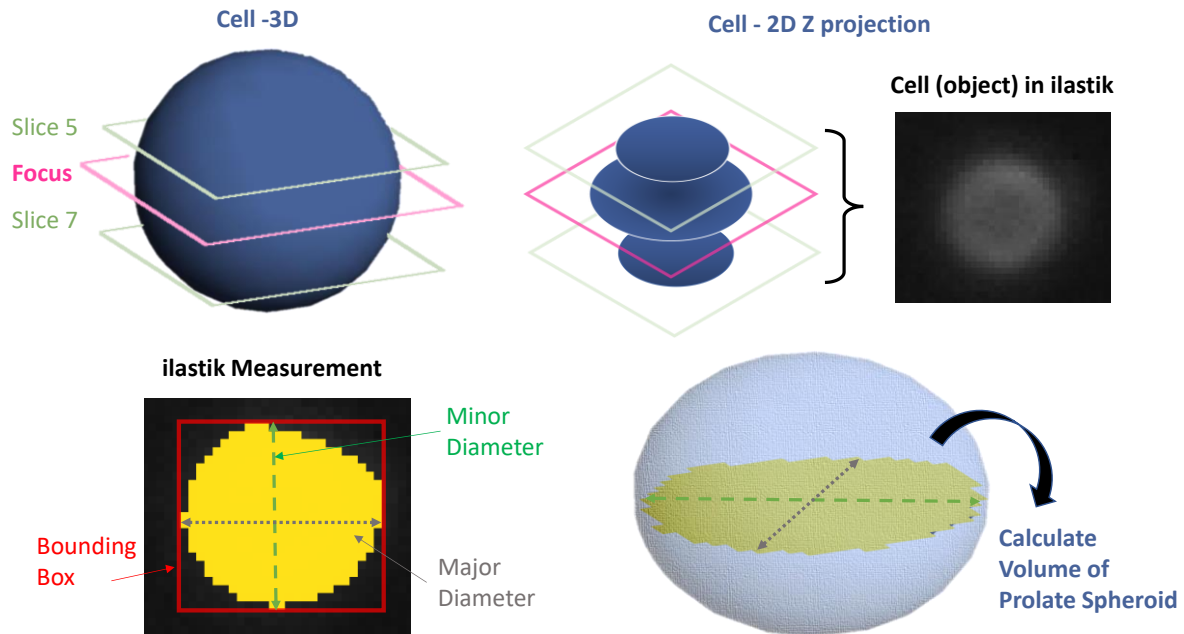 Cell -3D
Cell - 2D Z projection
Cell (object) in ilastik
Slice 5
Focus
Slice 7
ilastik Measurement
Minor
Diameter
Bounding
Box
Major
Diameter
Calculate
Volume of
Prolate Spheroid